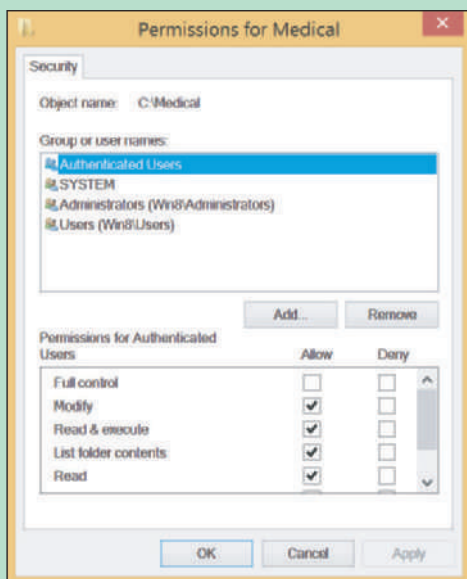 Permissions for Medical
Security
Object name: C:\Medical
Group or user names:
Authenticated Users
SYSTEM
Administrators (Win8\Administrators)
Users (Win8\Users)
Add... Remove
Permissions for Authenticated
Users Allow Deny
Full control
Modify
Read & execute
List folder contents
Read
OK Cancel Apply